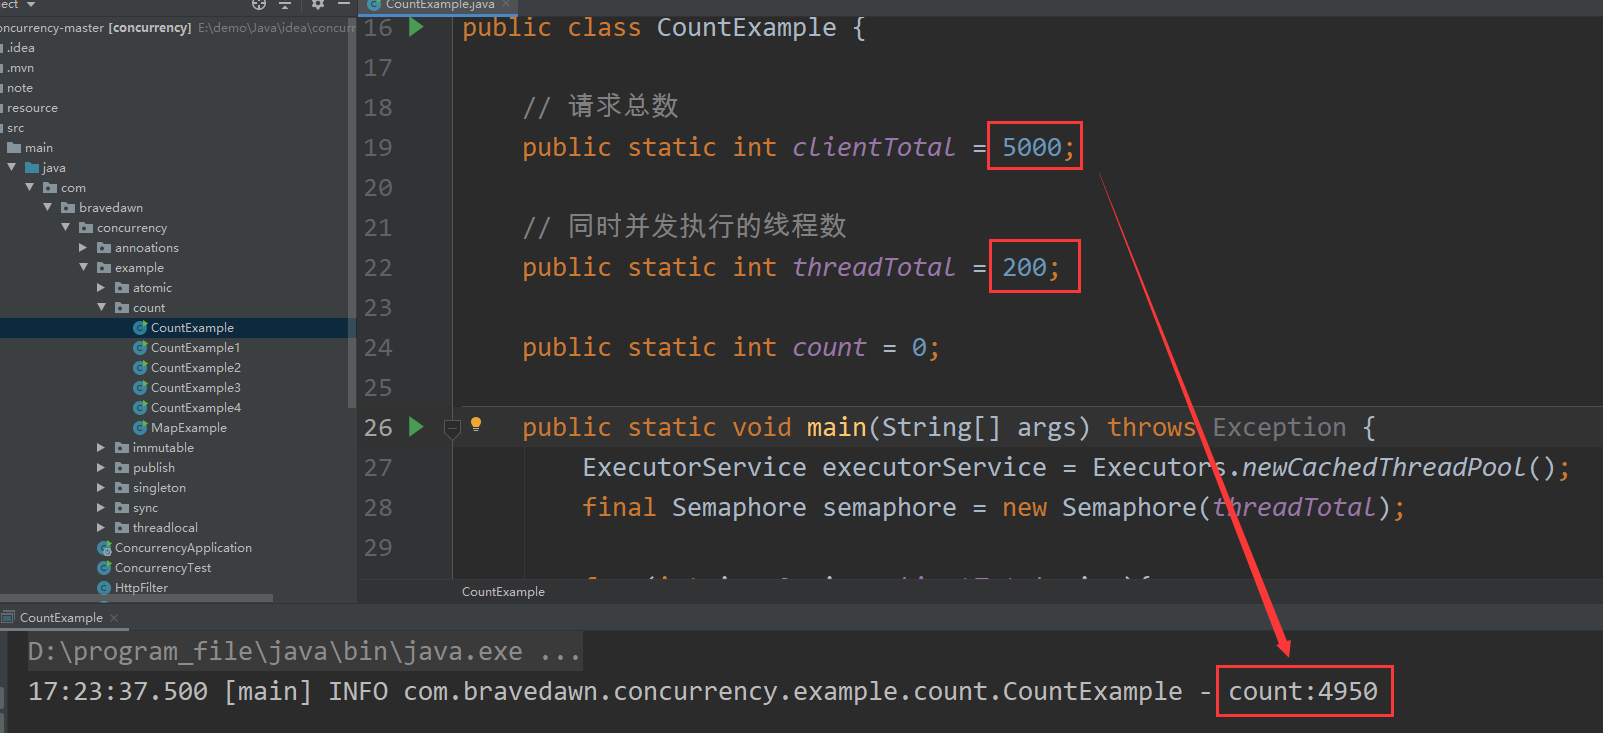 ect
oncurrency-master [concurrency] E:\demo\Java\idea\concurr
.idea
.mvn
note
resource
src
main
java
com
bravedawn
concurrency
annoations
example
atomic
count
CountExample
CountExample1
CountExample2
CountExample3
CountExample4
MapExample
immutable
publish
singleton
sync
threadlocal
ConcurrencyApplication
ConcurrencyTest
HttpFilter
CountExample.java
16 public class CountExample {
17
18 // 请求总数
19 public static int clientTotal = 5000;
20
21 // 同时并发执行的线程数
22 public static int threadTotal = 200;
23
24 public static int count = 0;
25
26 public static void main(String[] args) throws Exception {
27 ExecutorService executorService = Executors.newCachedThreadPool();
28 final Semaphore semaphore = new Semaphore(threadTotal);
29
CountExample
CountExample
D:\program_file\java\bin\java.exe ...
17:23:37.500 [main] INFO com.bravedawn.concurrency.example.count.CountExample - count:4950